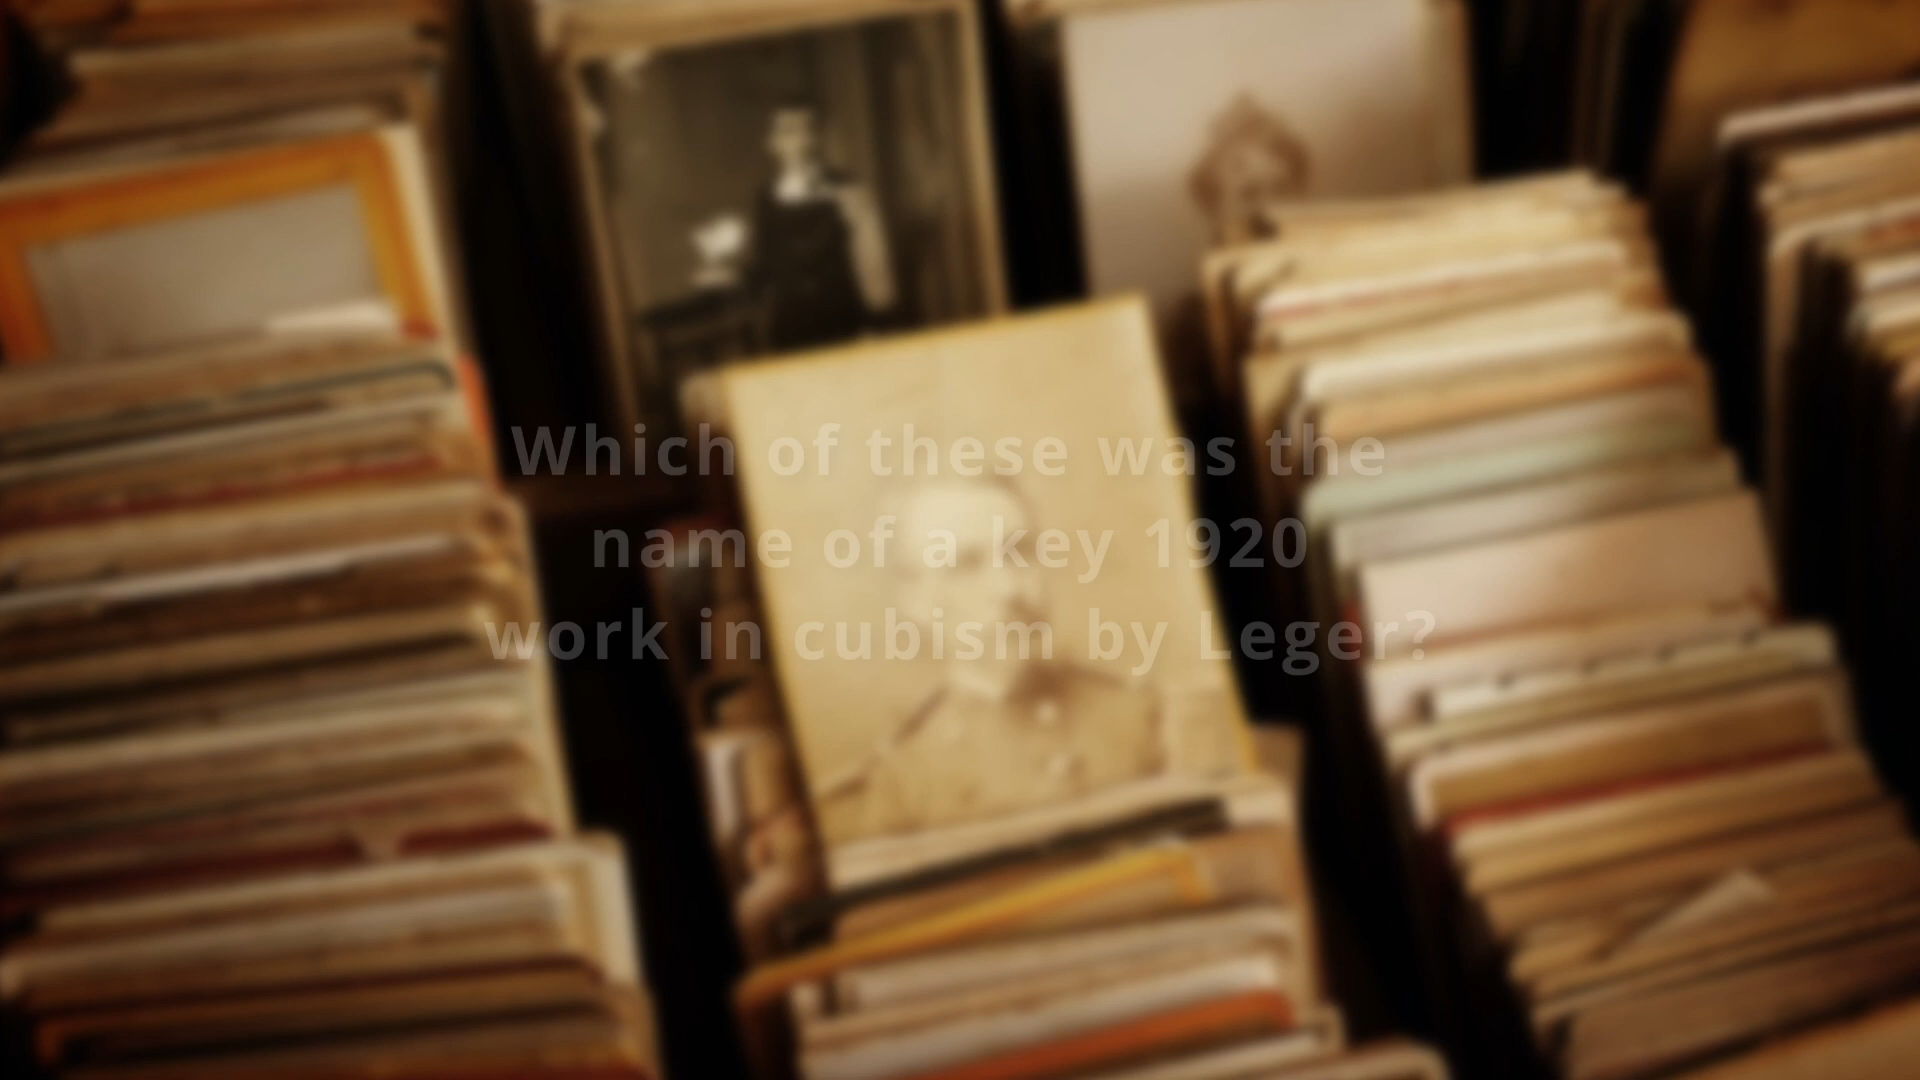 Which of these was the
name of a key 1920
work in cubism by Leger?